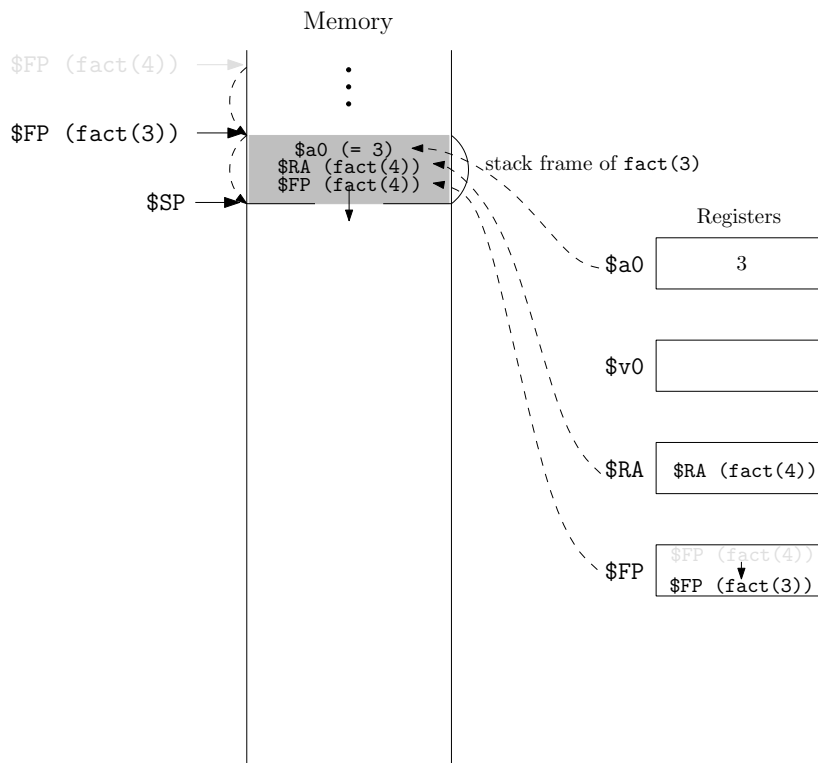 Memory
$FP (fact(4))
$FP (fact(3))
$a0 (= 3)
$RA (fact(4))
$FP (fact(4))
stack frame of fact(3)
$SP
Registers
$a0
3
$v0
$RA
$RA (fact(4))
$FP
$FP (fact(4))
$FP (fact(3))